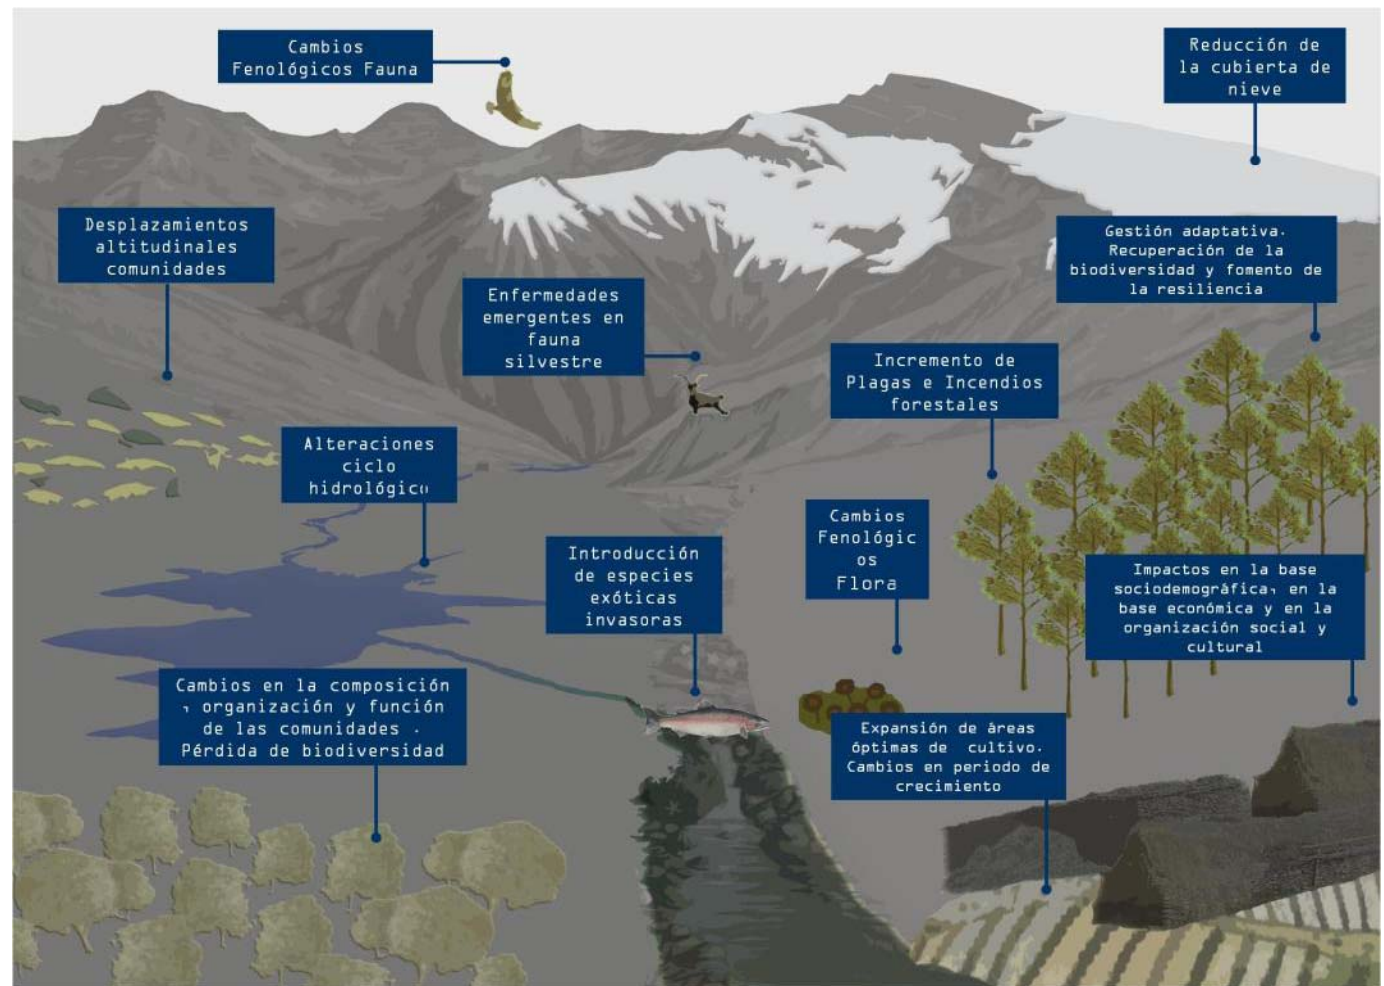 Cambios
Fenológicos Fauna
Reducción de
la cubierta de
nieve
Desplazamientos
altitudinales
comunidades
Gestión adaptativa.
Recuperación de la
biodiversidad y fomento de
la resiliencia
Enfermedades
emergentes en
fauna
silvestre
Incremento de
Plagas e Incendios
forestales
Alteraciones
ciclo
hidrológico
Cambios
Fenológic
os
Flora
Introducción
de especies
exóticas
invasoras
Impactos en la base
sociodemográfica, en la
base económica y en la
organización social y
cultural
Cambios en la composición
, organización y función
de las comunidades .
Pérdida de biodiversidad
Expansión de áreas
óptimas de cultivo.
Cambios en periodo de
crecimiento